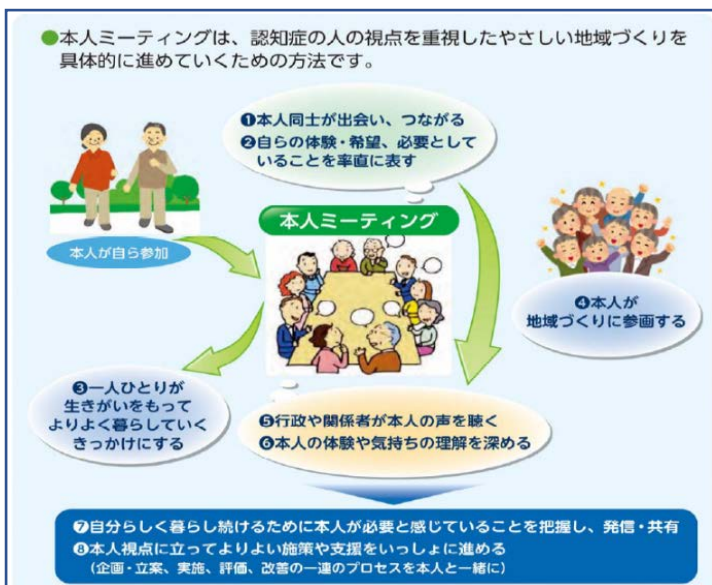 ●本人ミーティングは、認知症の人の視点を重視したやさしい地域づくりを
具体的に進めていくための方法です。
❶本人同士が出会い、つながる
❷自らの体験・希望、必要として
いることを率直に表す
本人が自ら参加
本人ミーティング
❹本人が
地域づくりに参画する
❸一人ひとりが
生きがいをもって
よりよく暮らしていく
きっかけにする
❺行政や関係者が本人の声を聴く
❻本人の体験や気持ちの理解を深める
❼自分らしく暮らし続けるために本人が必要と感じていることを把握し、発信・共有
❽本人視点に立ってよりよい施策や支援をいっしょに進める
(企画・立案、実施、評価、改善の一連のプロセスを本人と一緒に)